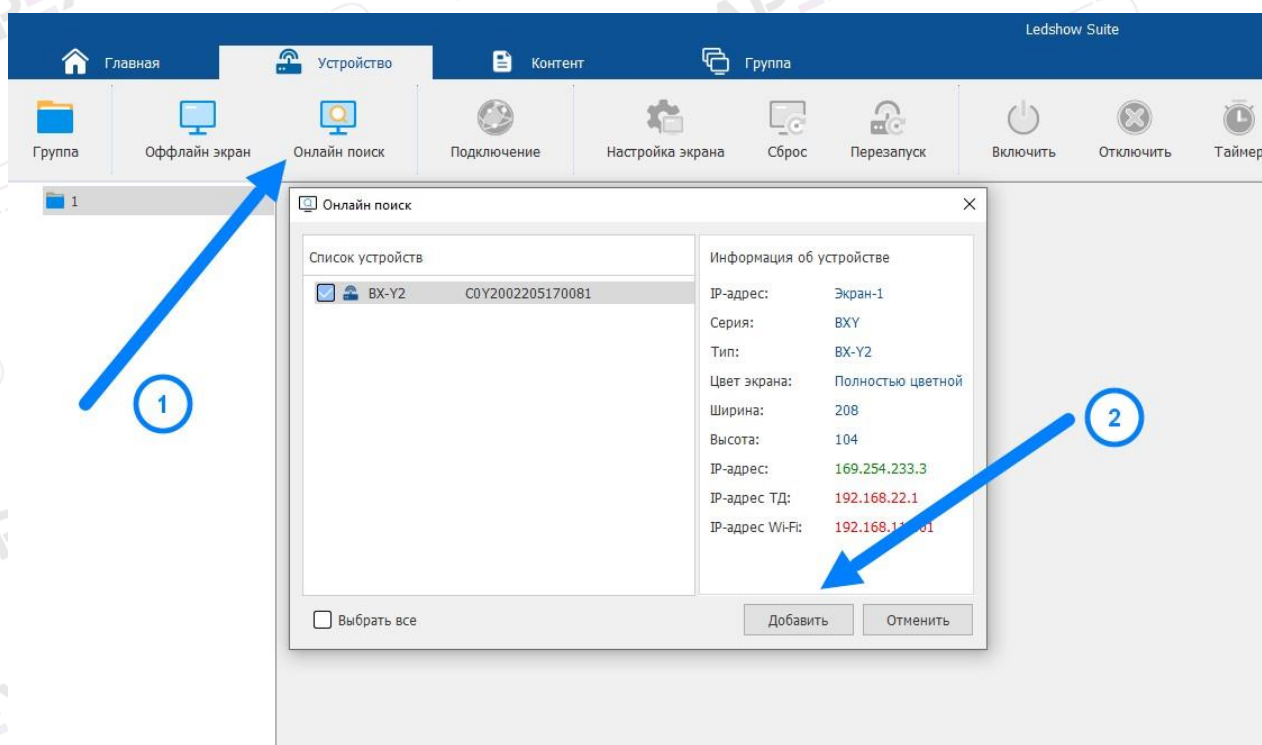 Ledshow Suite
Главная Устройство Контент Группа
Группа Оффлайн экран Онлайн поиск Подключение Настройка экрана Сброс Перезапуск Включить Отключить Таймер
1
Онлайн поиск
Список устройств
Информация об устройстве
BX-Y2 C0Y2002205170081
IP-адрес: Экран-1
Серия: BXY
Тип: BX-Y2
Цвет экрана: Полностью цветной
Ширина: 208
Высота: 104
IP-адрес: 169.254.233.3
IP-адрес ТД: 192.168.22.1
IP-адрес Wi-Fi:
1
2
Выбрать все
Добавить Отменить